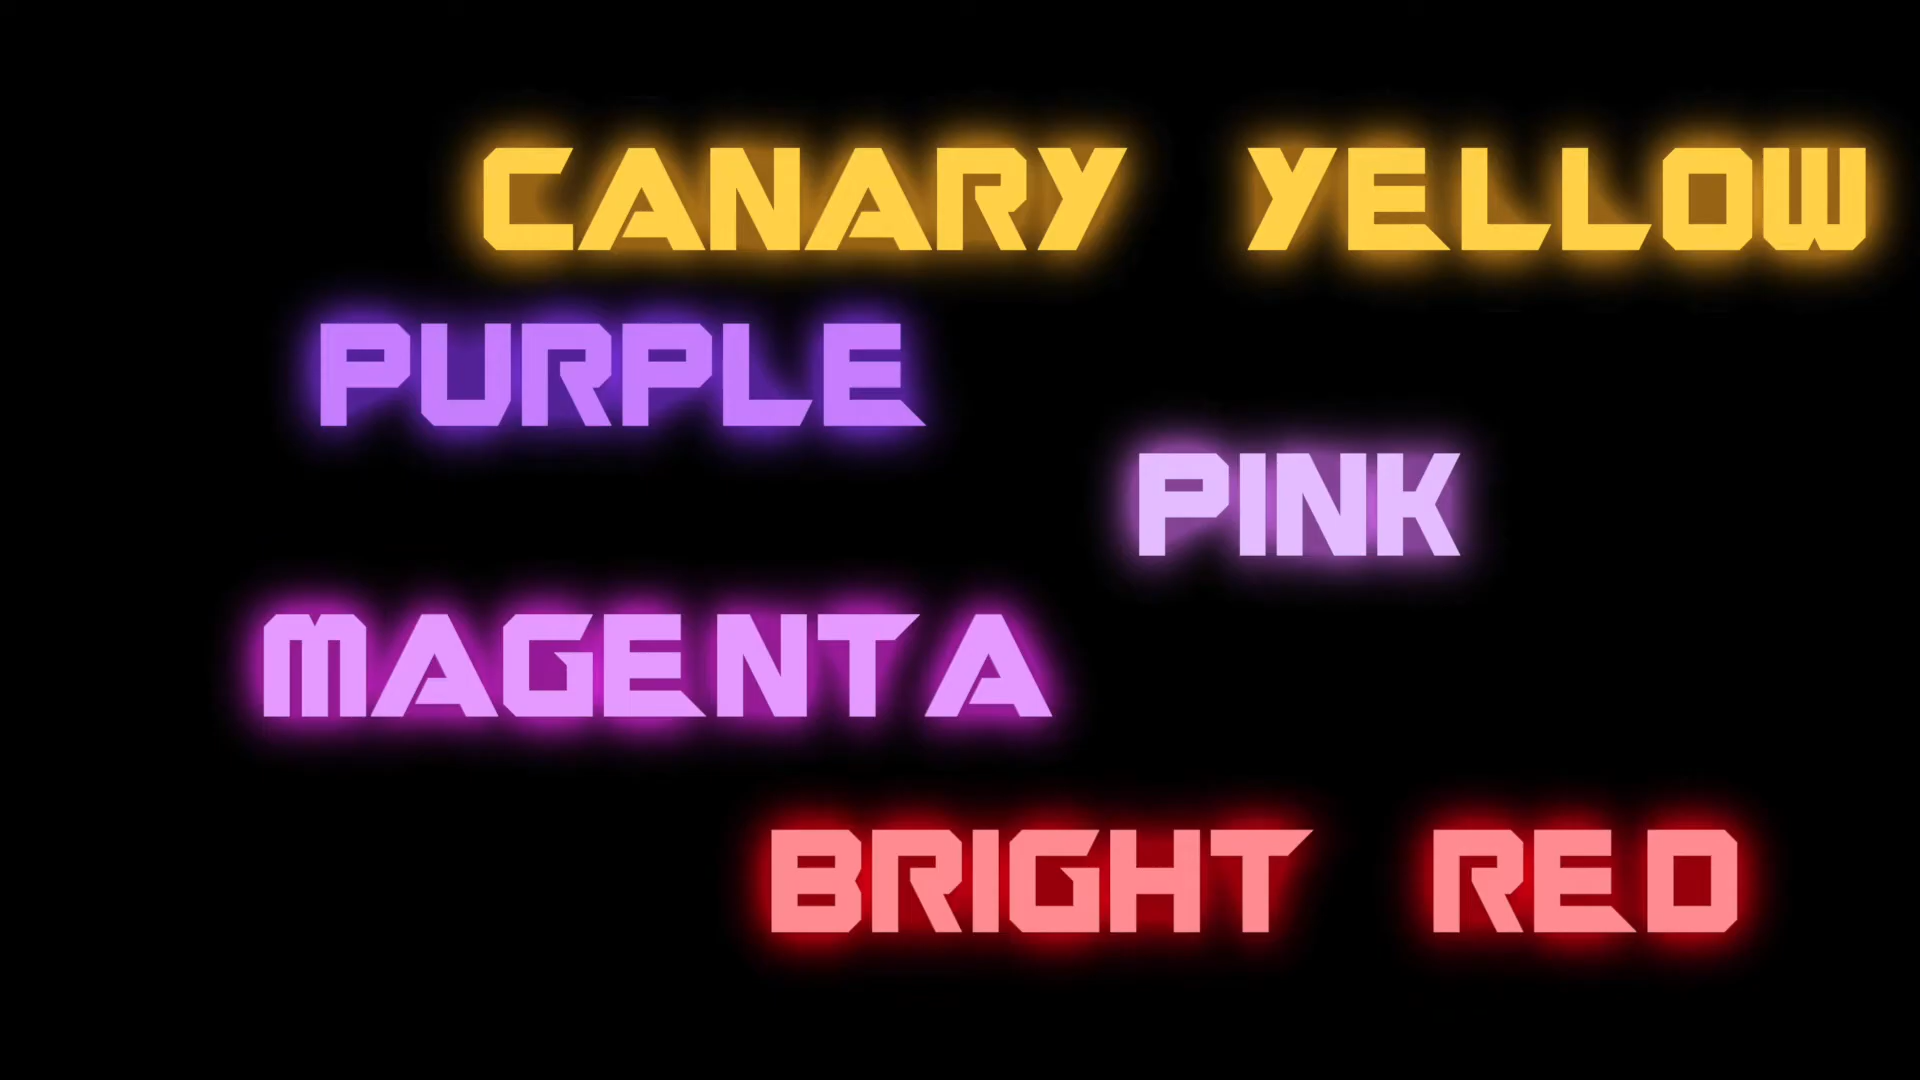 CANARY YELLOW
PURPLE
PINK
MAGENTA
BRIGHT RED